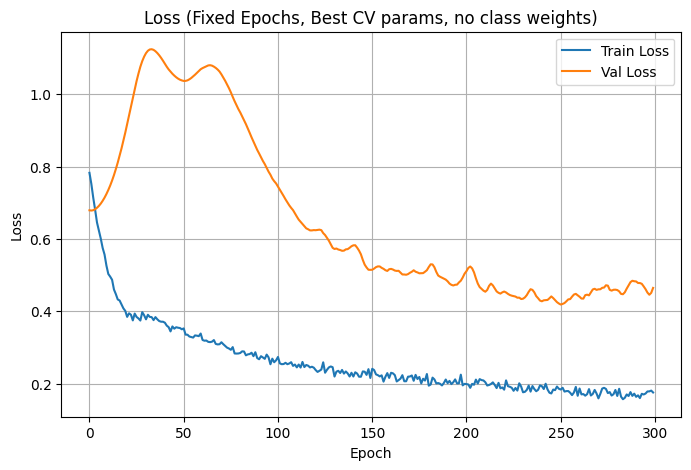 Loss (Fixed Epochs, Best CV params, no class weights)
Train Loss
Val Loss
1.0
0.8
0.6
0.4
0.2
Loss
0 50 100 150 200 250 300
Epoch